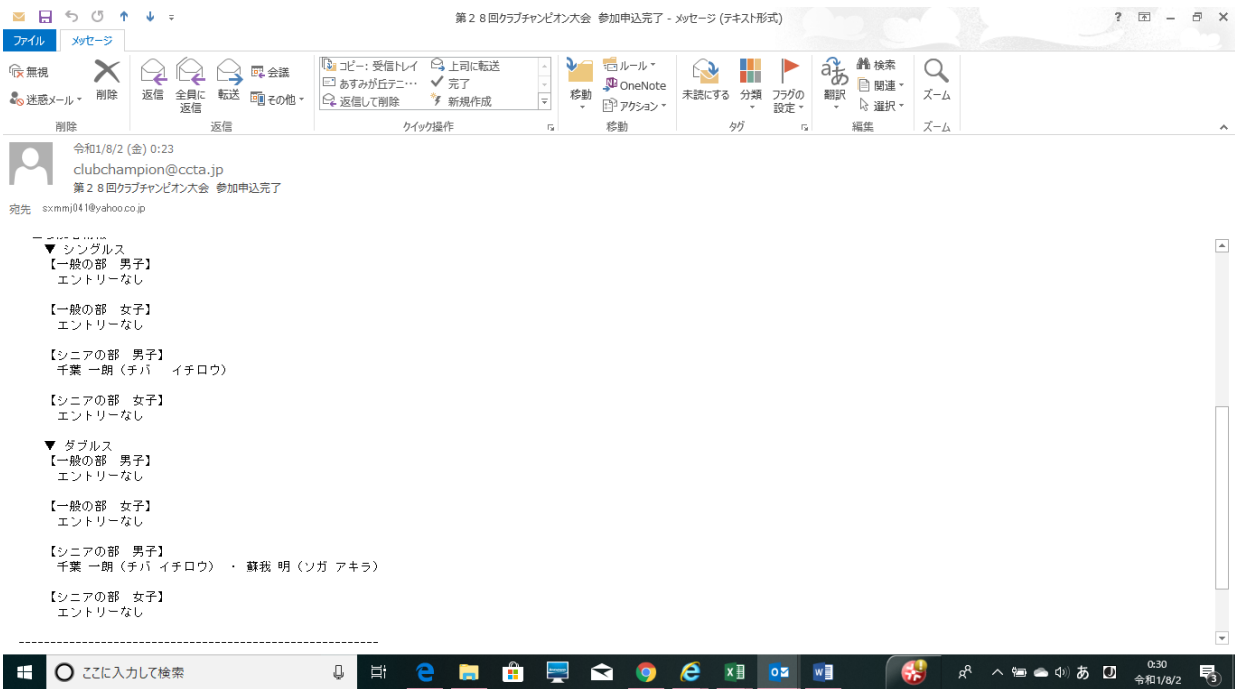 第２８回クラブチャンピオン大会 参加申込完了 - メッセージ (テキスト形式)
ファイル メッセージ
無視
迷惑メール
削除
返信
全員に返信
転送
会議
その他
コピー: 受信トレイ
あすみが丘テニ…
返信して削除
上司に転送
完了
新規作成
移動
ルール
OneNote
アクション
未読にする
分類
フラグの設定
翻訳
検索
関連
選択
ズーム
削除 返信 クイック操作 移動 タグ 編集 ズーム
令和1/8/2 (金) 0:23
clubchampion@ccta.jp
第２８回クラブチャンピオン大会 参加申込完了
宛先 sxmmj041@yahoo.co.jp
▼ シングルス
【一般の部　男子】
エントリーなし
【一般の部　女子】
エントリーなし
【シニアの部　男子】
千葉 一朗（チバ　イチロウ）
【シニアの部　女子】
エントリーなし
▼ ダブルス
【一般の部　男子】
エントリーなし
【一般の部　女子】
エントリーなし
【シニアの部　男子】
千葉 一朗（チバ イチロウ） ・ 蘇我 明（ソガ アキラ）
【シニアの部　女子】
エントリーなし
------------------------------------------------------------
ここに入力して検索
あ
0:30
令和1/8/2
3